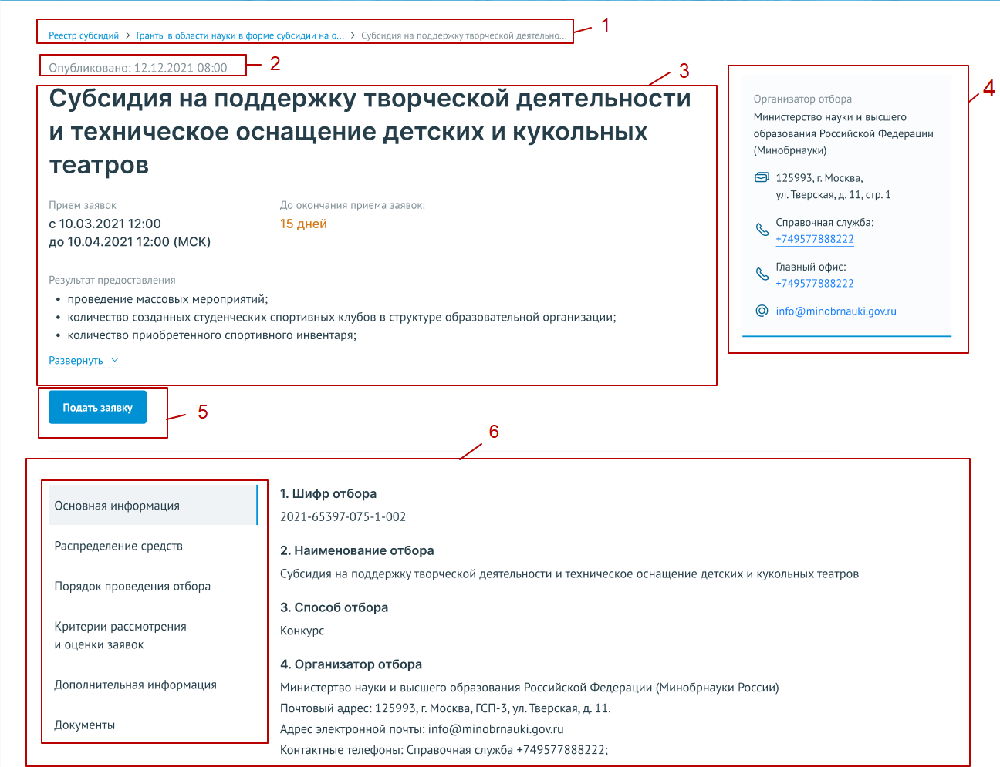 Реестр субсидий > Гранты в области науки в форме субсидии на о... > Субсидия на поддержку творческой деятельно...
1
Опубликовано: 12.12.2021 08:00
2
3
Субсидия на поддержку творческой деятельности
и техническое оснащение детских и кукольных
театров
Прием заявок
с 10.03.2021 12:00
до 10.04.2021 12:00 (МСК)
До окончания приема заявок:
15 дней
Результат предоставления
• проведение массовых мероприятий;
• количество созданных студенческих спортивных клубов в структуре образовательной организации;
• количество приобретенного спортивного инвентаря;
Развернуть
4
Организатор отбора
Министерство науки и высшего
образования Российской Федерации
(Минобрнауки)
125993, г. Москва,
ул. Тверская, д. 11, стр. 1
Справочная служба:
+749577888222
Главный офис:
+749577888222
info@minobrnauki.gov.ru
Подать заявку
5
6
Основная информация
Распределение средств
Порядок проведения отбора
Критерии рассмотрения
и оценки заявок
Дополнительная информация
Документы
1. Шифр отбора
2021-65397-075-1-002
2. Наименование отбора
Субсидия на поддержку творческой деятельности и техническое оснащение детских и кукольных театров
3. Способ отбора
Конкурс
4. Организатор отбора
Министертво науки и высшего образования Российской Федерации (Минобрнауки России)
Почтовый адрес: 125993, г. Москва, ГСП-3, ул. Тверская, д. 11.
Адрес электронной почты: info@minobrnauki.gov.ru
Контактные телефоны: Справочная служба +749577888222;